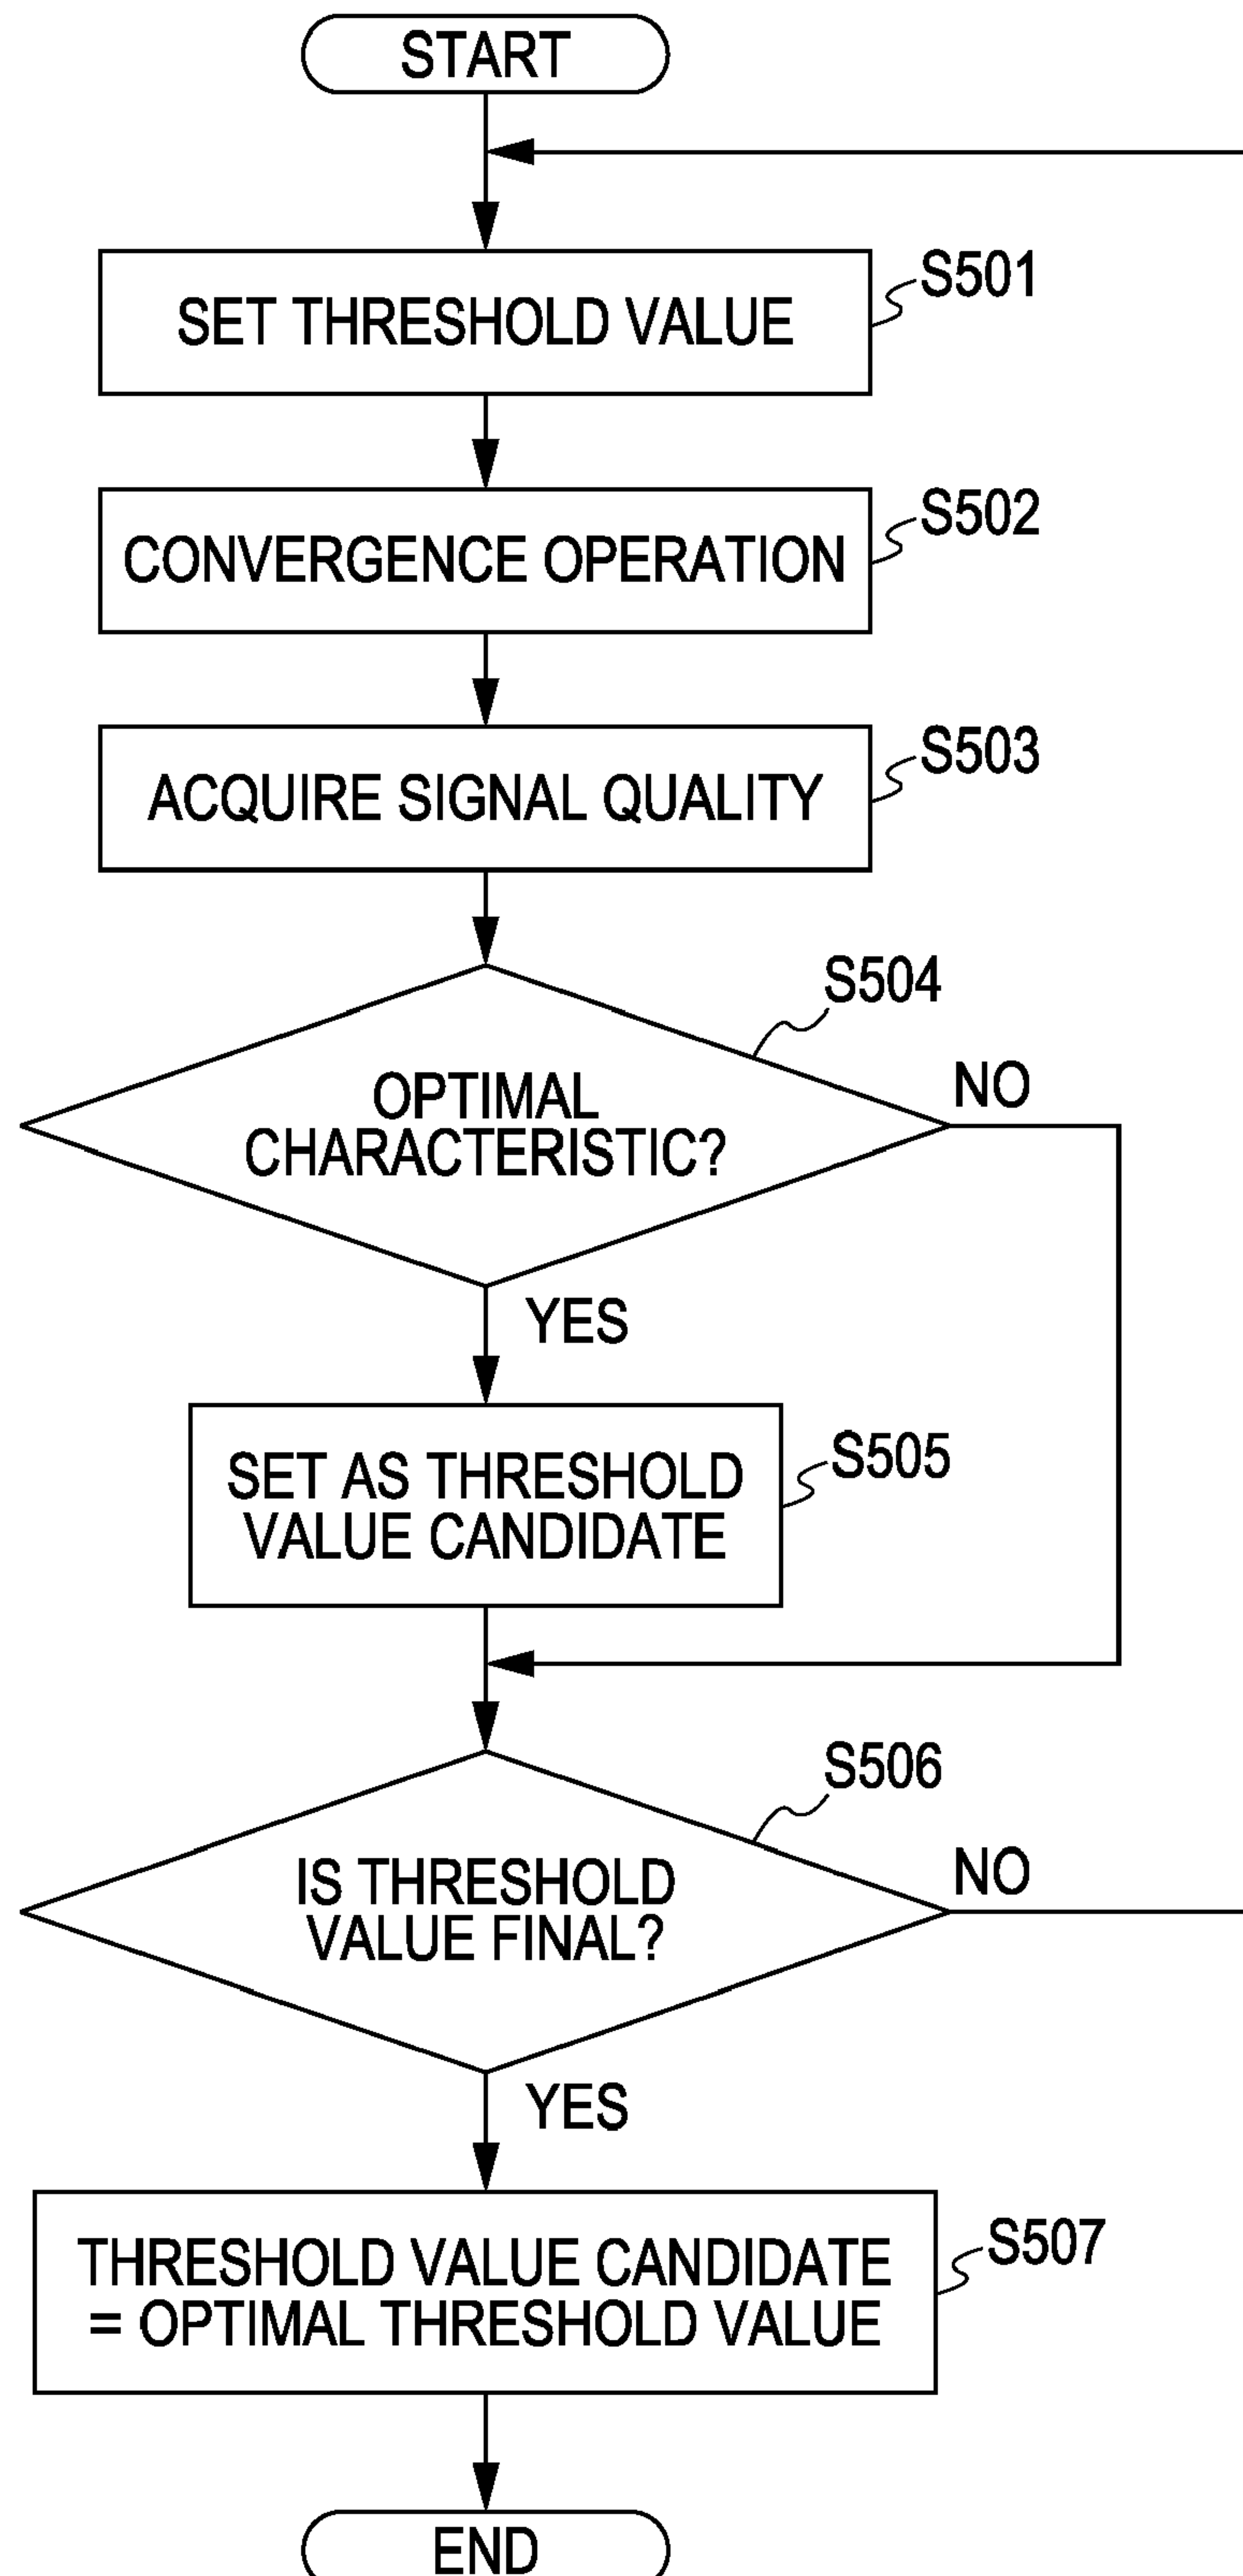 START
SET THRESHOLD VALUE
S501
CONVERGENCE OPERATION
S502
ACQUIRE SIGNAL QUALITY
S503
S504
OPTIMAL
CHARACTERISTIC?
NO
YES
SET AS THRESHOLD
VALUE CANDIDATE
S505
S506
IS THRESHOLD
VALUE FINAL?
NO
YES
THRESHOLD VALUE CANDIDATE
= OPTIMAL THRESHOLD VALUE
S507
END